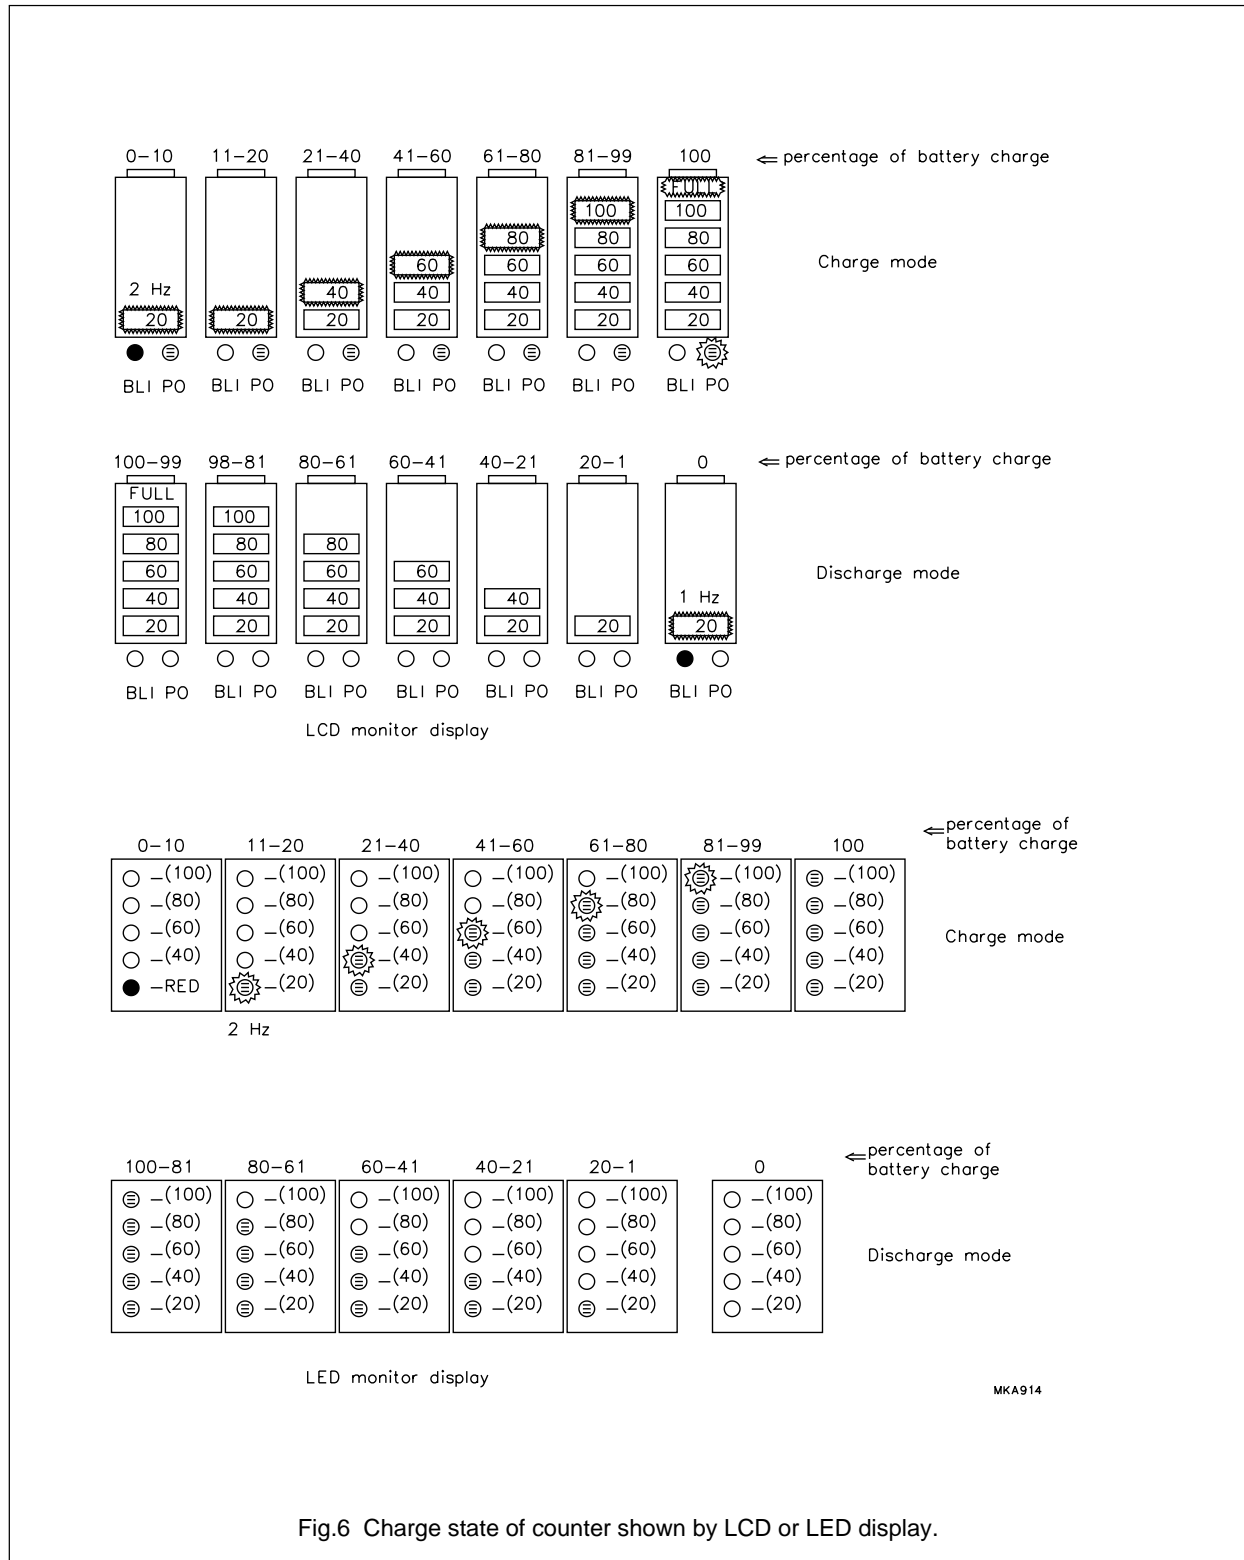 0–10 11–20 21–40 41–60 61–80 81–99 100 ⇐ percentage of battery charge
FULL
100 100
80 80 80
Charge mode
60 60 60 60
2 Hz 40 40 40 40 40
20 20 20 20 20 20 20
BLI PO BLI PO BLI PO BLI PO BLI PO BLI PO BLI PO
100–99 98–81 80–61 60–41 40–21 20–1 0 ⇐ percentage of battery charge
FULL
100 100
80 80 80
60 60 60 60 Discharge mode
40 40 40 40 40 1 Hz
20 20 20 20 20 20 20
BLI PO BLI PO BLI PO BLI PO BLI PO BLI PO BLI PO
LCD monitor display
⇐ percentage of
battery charge
0–10 11–20 21–40 41–60 61–80 81–99 100
–(100) –(100) –(100) –(100) –(100) –(100) –(100)
–(80) –(80) –(80) –(80) –(80) –(80) –(80)
–(60) –(60) –(60) –(60) –(60) –(60) –(60) Charge mode
–(40) –(40) –(40) –(40) –(40) –(40) –(40)
–RED –(20) –(20) –(20) –(20) –(20) –(20)
2 Hz
⇐ percentage of
battery charge
100–81 80–61 60–41 40–21 20–1 0
–(100) –(100) –(100) –(100) –(100) –(100)
–(80) –(80) –(80) –(80) –(80) –(80)
–(60) –(60) –(60) –(60) –(60) –(60) Discharge mode
–(40) –(40) –(40) –(40) –(40) –(40)
–(20) –(20) –(20) –(20) –(20) –(20)
LED monitor display
MKA914
Fig.6 Charge state of counter shown by LCD or LED display.